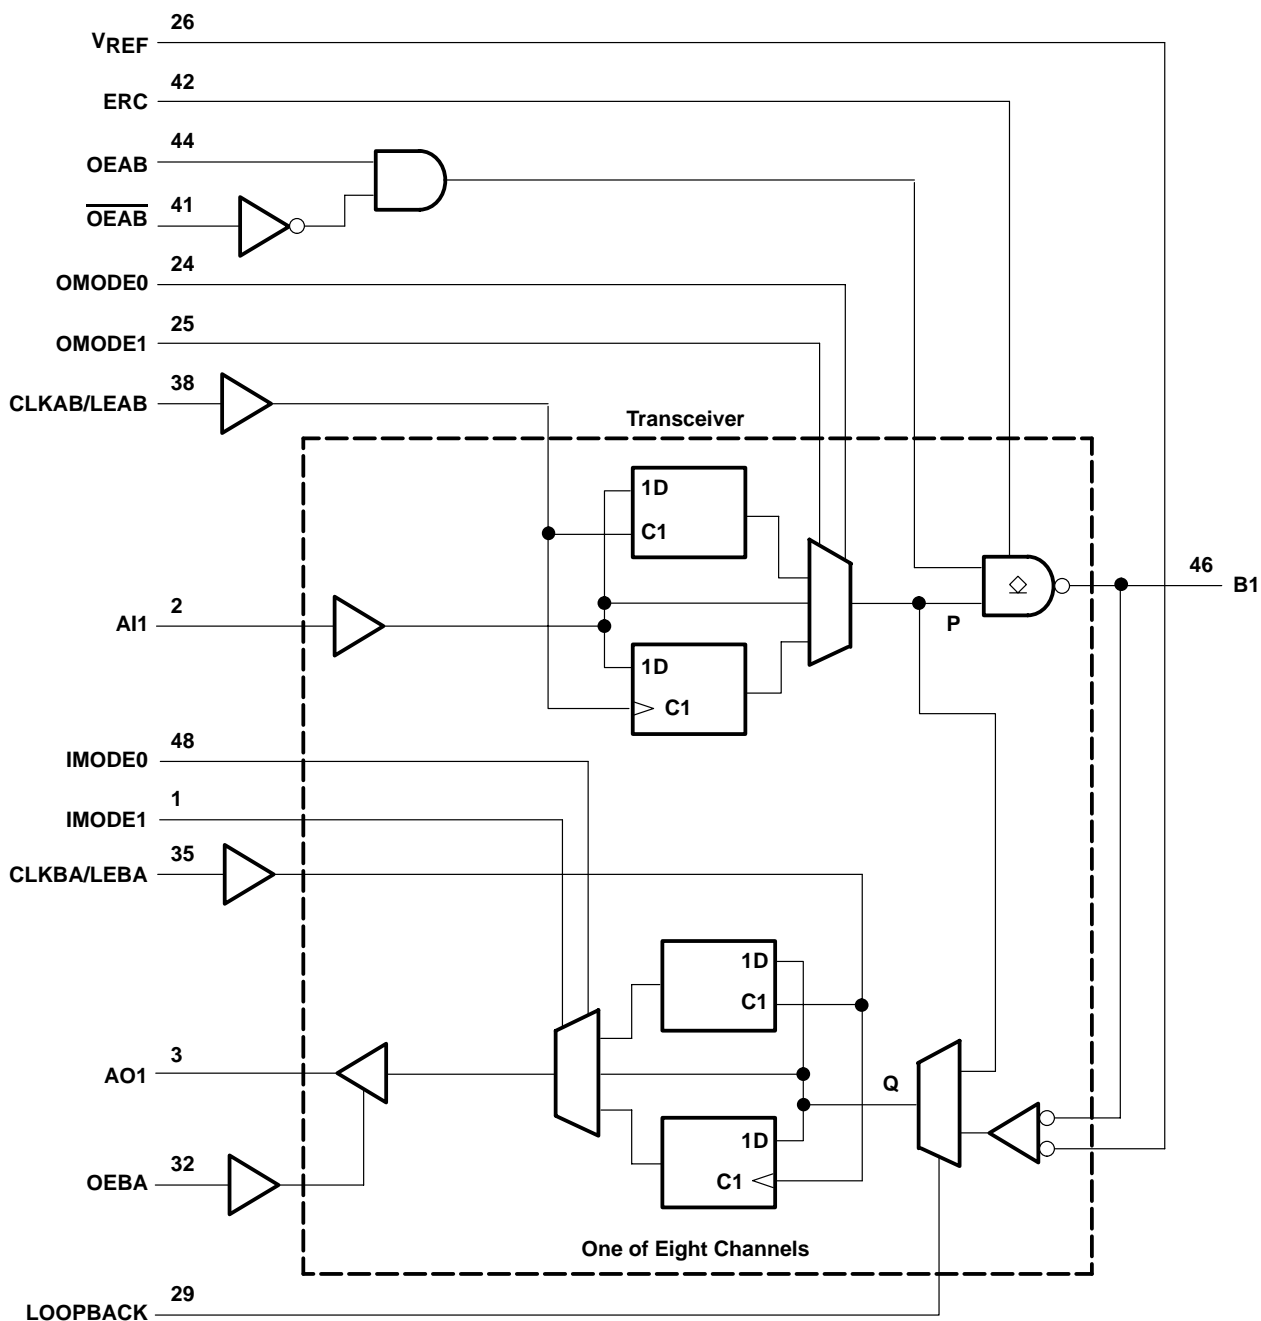 26
VREF
42
ERC
44
OEAB
41
OEAB
24
OMODE0
25
OMODE1
38
CLKAB/LEAB
Transceiver
1D
C1
2
AI1
46
B1
P
1D
C1
48
IMODE0
1
IMODE1
35
CLKBA/LEBA
1D
C1
3
AO1
Q
1D
C1
32
OEBA
One of Eight Channels
29
LOOPBACK